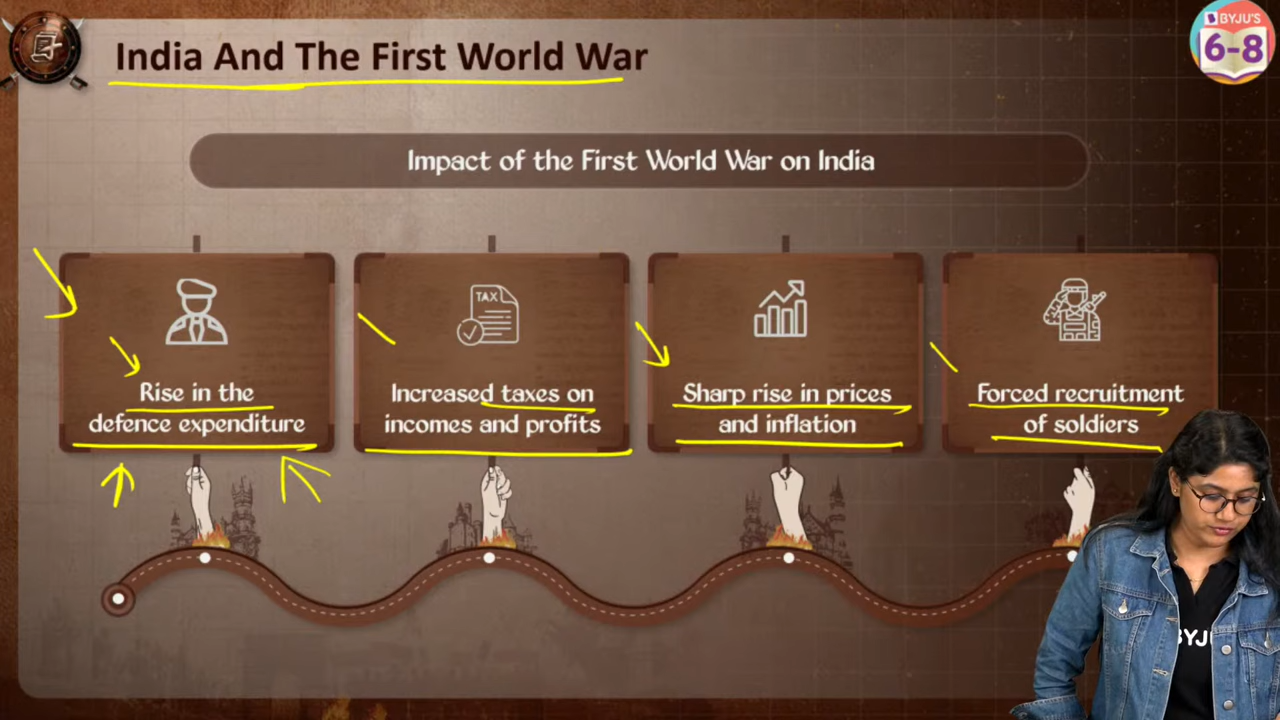 BYJU'S
6-8
India And The First World War
Impact of the First World War on India
TAX
Rise in the
defence expenditure
Increased taxes on
incomes and profits
Sharp rise in prices
and inflation
Forced recruitment
of soldiers
BYJU